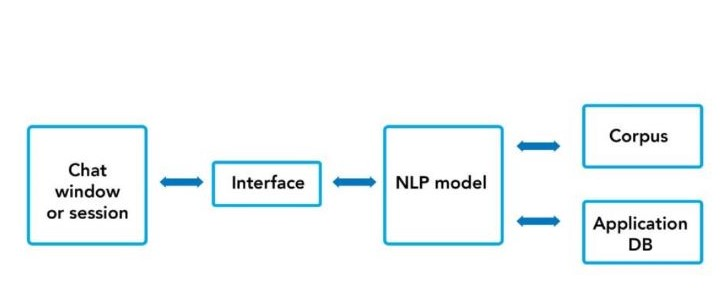 Chat
window
or session
Interface
NLP model
Corpus
Application
DB